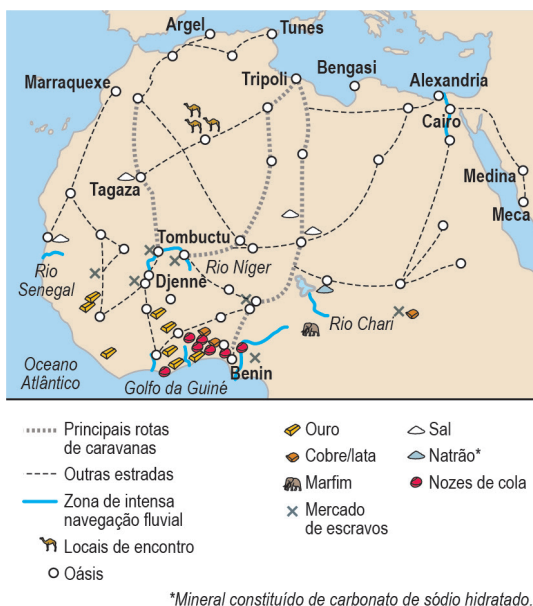 Argel
Tunes
Marraquexe
Tripoli
Bengasi
Alexandria
Cairo
Tagaza
Medina
Meca
Tombuctu
Rio Níger
Rio
Senegal
Djenné
Rio Chari
Oceano
Atlântico
Golfo da Guiné
Benin
Principais rotas
de caravanas
Outras estradas
Zona de intensa
navegação fluvial
Locais de encontro
Oásis
Ouro
Cobre/lata
Marfim
Mercado
de escravos
Sal
Natrão*
Nozes de cola
*Mineral constituído de carbonato de sódio hidratado.